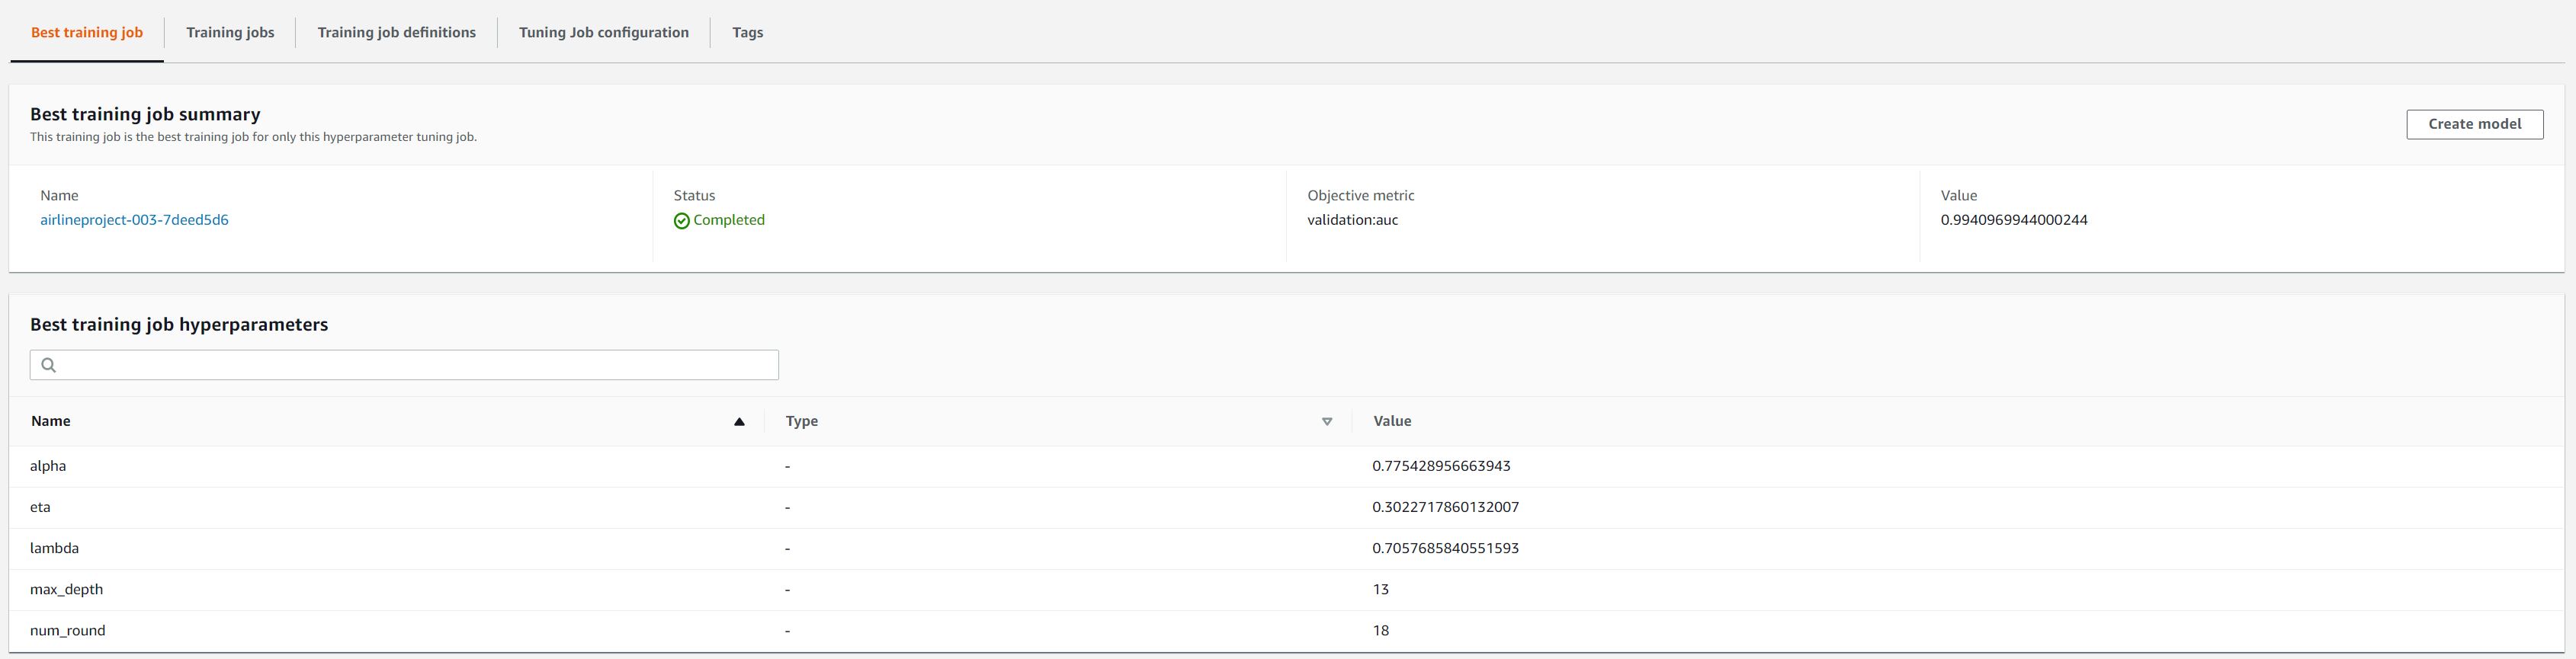 Best training job Training jobs Training job definitions Tuning Job configuration Tags
Best training job summary
This training job is the best training job for only this hyperparameter tuning job.
Create model
Name Status Objective metric Value
airlineproject-003-7deed5d6 Completed validation:auc 0.9940969944000244
Best training job hyperparameters
Name Type Value
alpha - 0.775428956663943
eta - 0.3022717860132007
lambda - 0.7057685840551593
max_depth - 13
num_round - 18